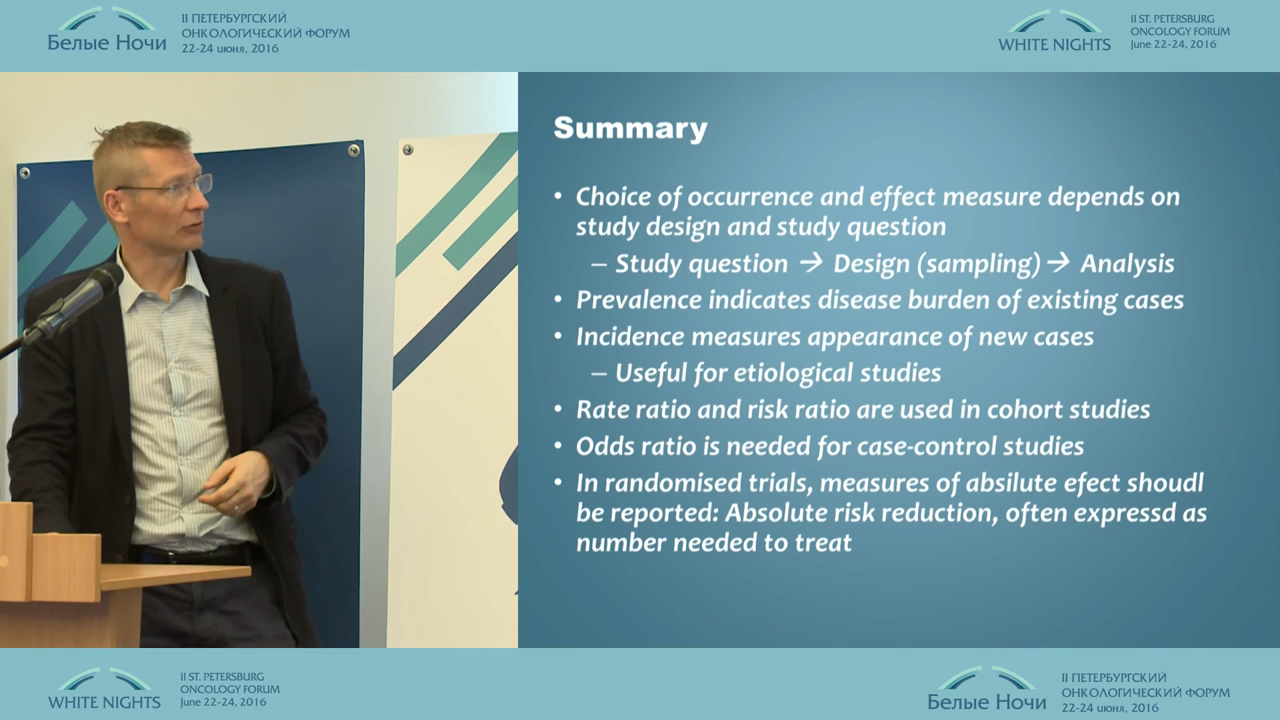 Белые Ночи
II ПЕТЕРБУРГСКИЙ
ОНКОЛОГИЧЕСКИЙ ФОРУМ
22-24 июня, 2016
WHITE NIGHTS
II ST. PETERSBURG
ONCOLOGY FORUM
June 22-24, 2016
Summary
• Choice of occurrence and effect measure depends on
study design and study question
– Study question → Design (sampling) → Analysis
• Prevalence indicates disease burden of existing cases
• Incidence measures appearance of new cases
– Useful for etiological studies
• Rate ratio and risk ratio are used in cohort studies
• Odds ratio is needed for case-control studies
• In randomised trials, measures of absilute efect shoudl
be reported: Absolute risk reduction, often expressd as
number needed to treat
WHITE NIGHTS
II ST. PETERSBURG
ONCOLOGY FORUM
June 22-24, 2016
Белые Ночи
II ПЕТЕРБУРГСКИЙ
ОНКОЛОГИЧЕСКИЙ ФОРУМ
22-24 июня, 2016